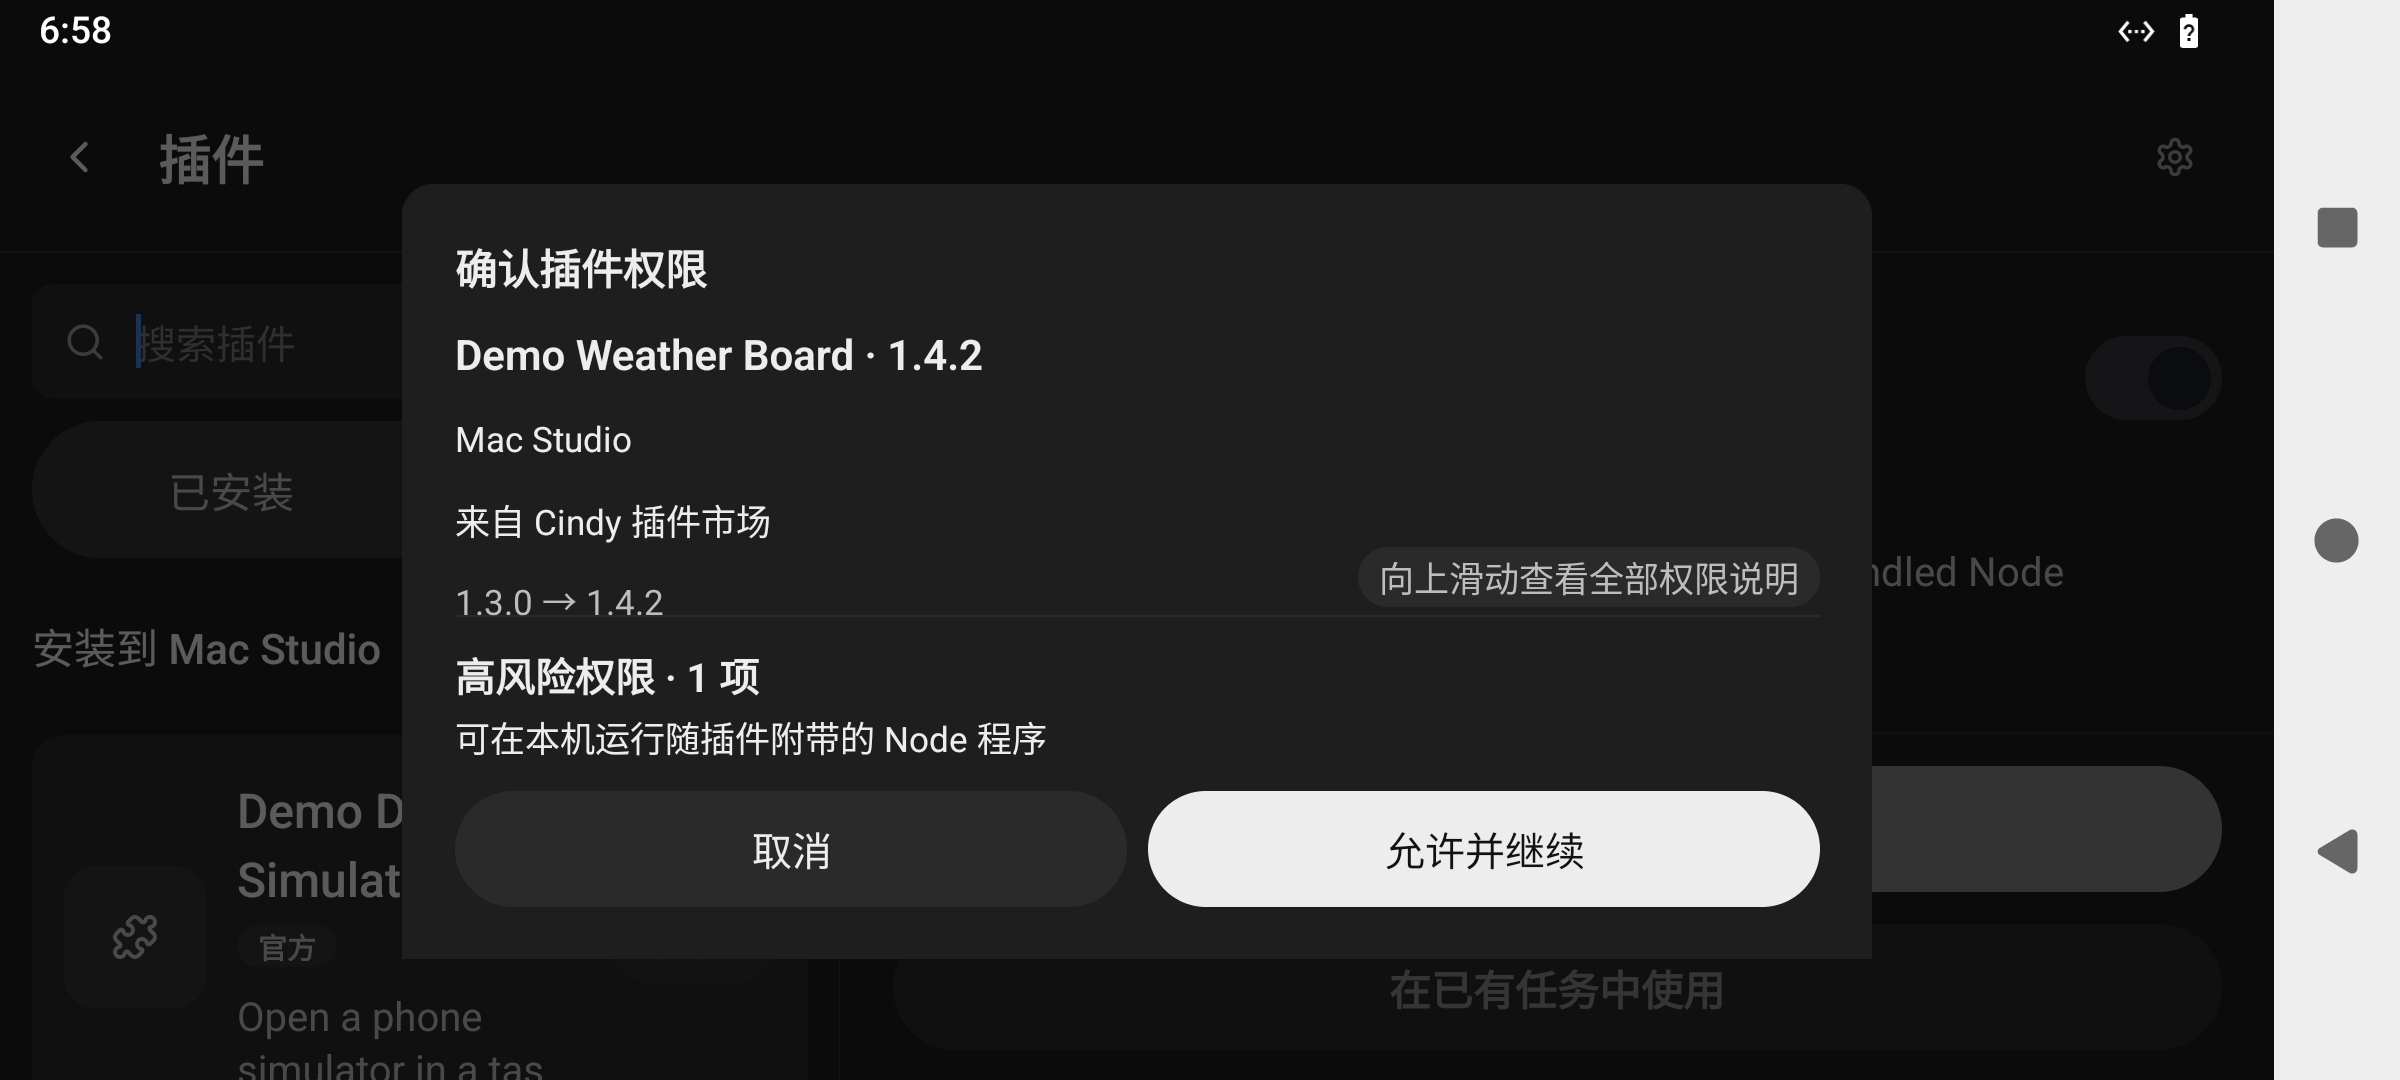 6:58
插件
搜索插件
已安装
安装到 Mac Studio
Demo D
Simulat
官方
Open a phone
simulator in a tas
确认插件权限
Demo Weather Board · 1.4.2
Mac Studio
来自 Cindy 插件市场
1.3.0 → 1.4.2
向上滑动查看全部权限说明
高风险权限 · 1 项
可在本机运行随插件附带的 Node 程序
取消
允许并继续
ndled Node
在已有任务中使用